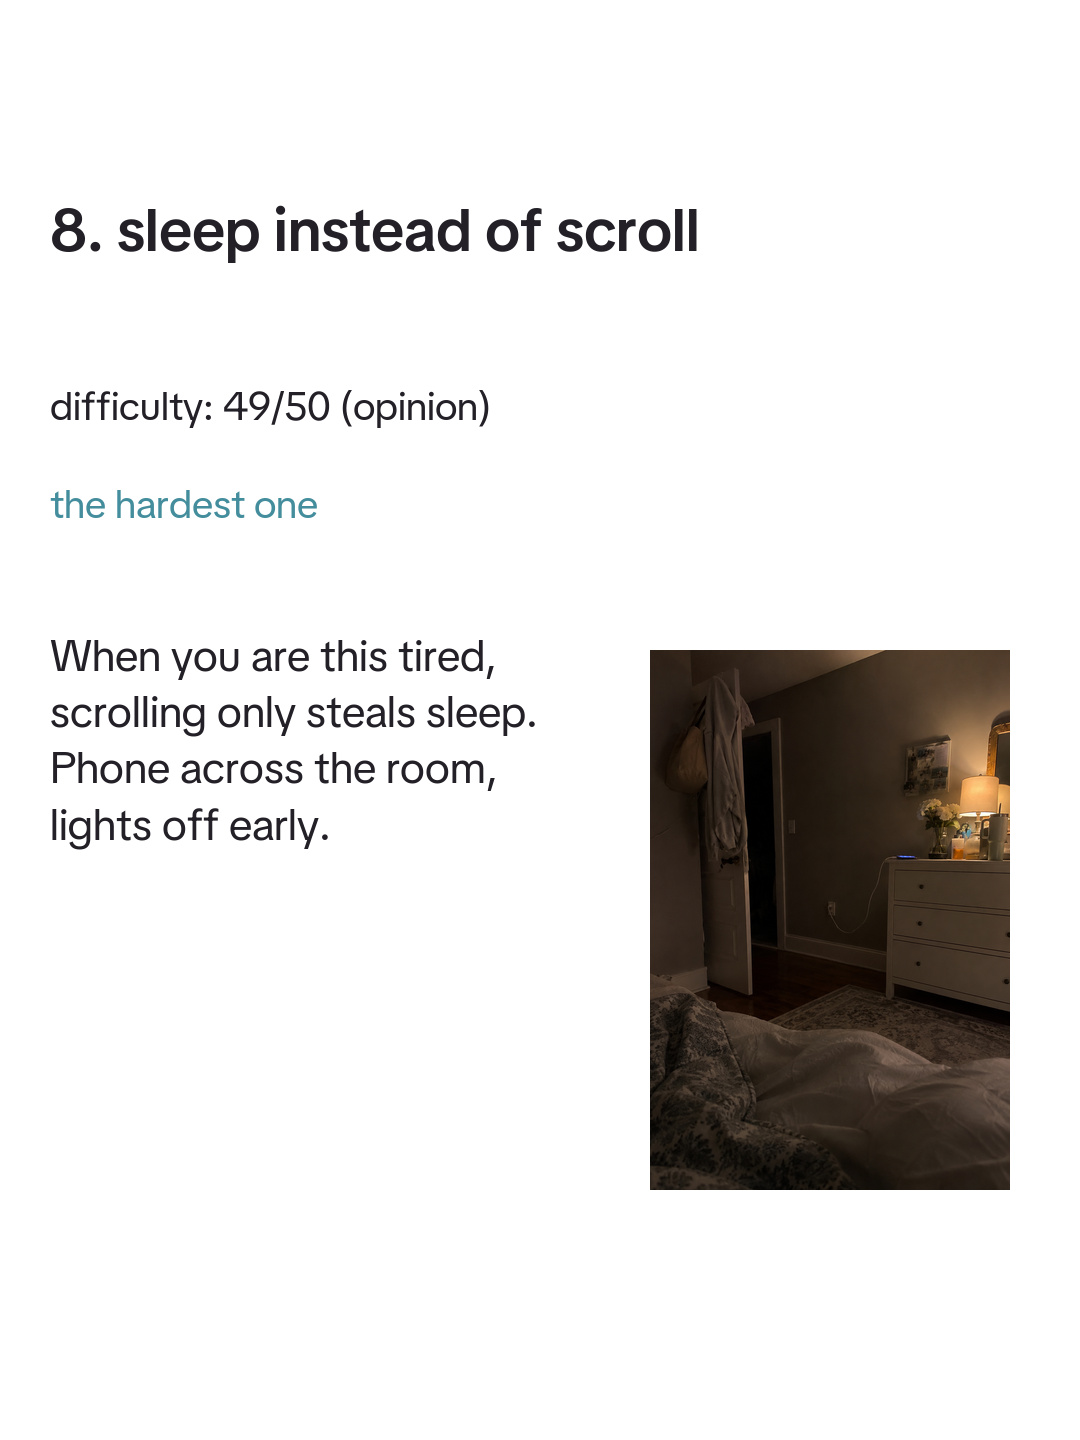 8. sleep instead of scroll
difficulty: 49/50 (opinion)
the hardest one
When you are this tired,
scrolling only steals sleep.
Phone across the room,
lights off early.